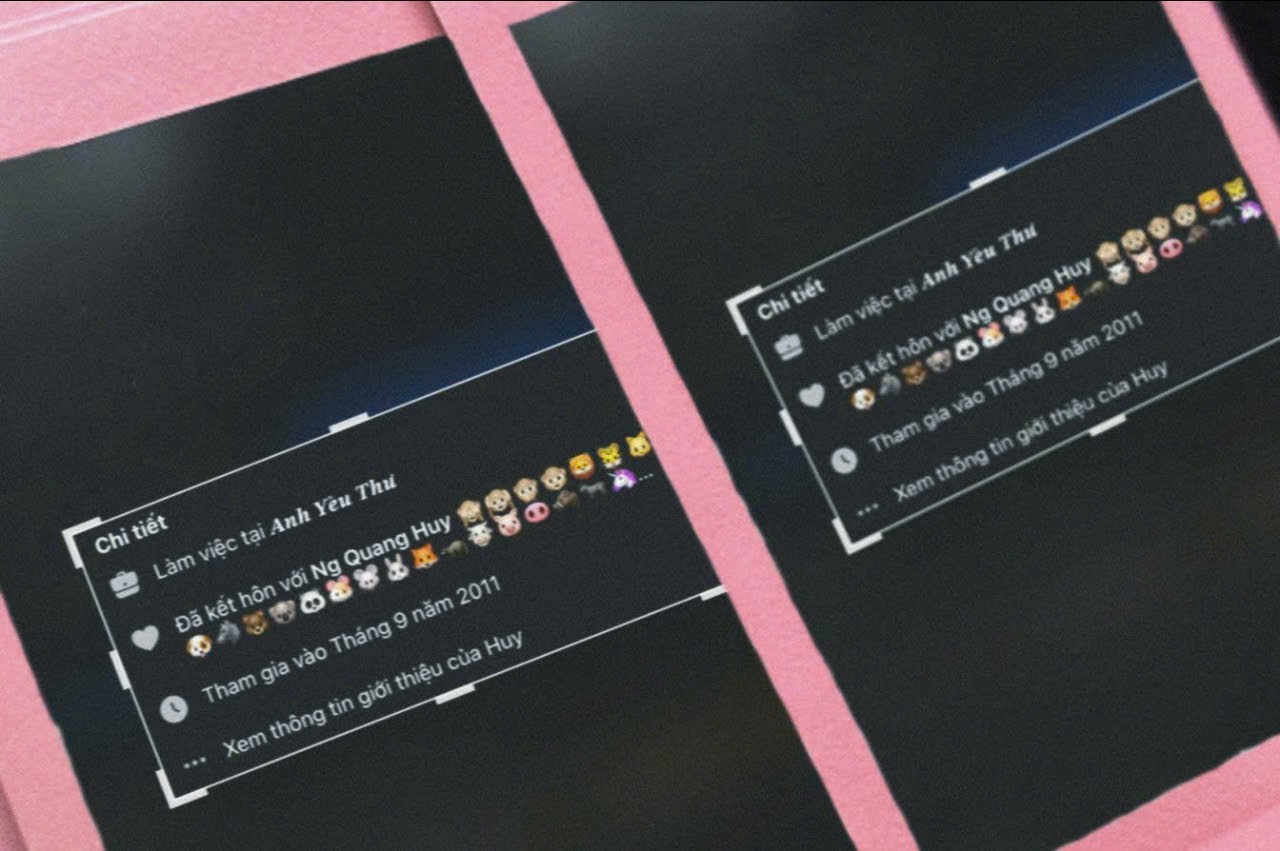 Chi tiết
Làm việc tại Anh Yêu Thư
Đã kết hôn với Ng Quang Huy 🙈🙉🙊🐵🦁🐯🐱
🐶🐴🐻🐨🐼🐹🐭🐰🦊🦝🐮🐷🐽🐗🦓🦄...
Tham gia vào Tháng 9 năm 2011
... Xem thông tin giới thiệu của Huy
Chi tiết
Làm việc tại Anh Yêu Thư
Đã kết hôn với Ng Quang Huy 🙈🙉🙊🐵🦁🐯
🐶🐴🐻🐨🐼🐹🐭🐰🦊🦝🐮🐷🐽🐗🦓🦄
Tham gia vào Tháng 9 năm 2011
... Xem thông tin giới thiệu của Huy